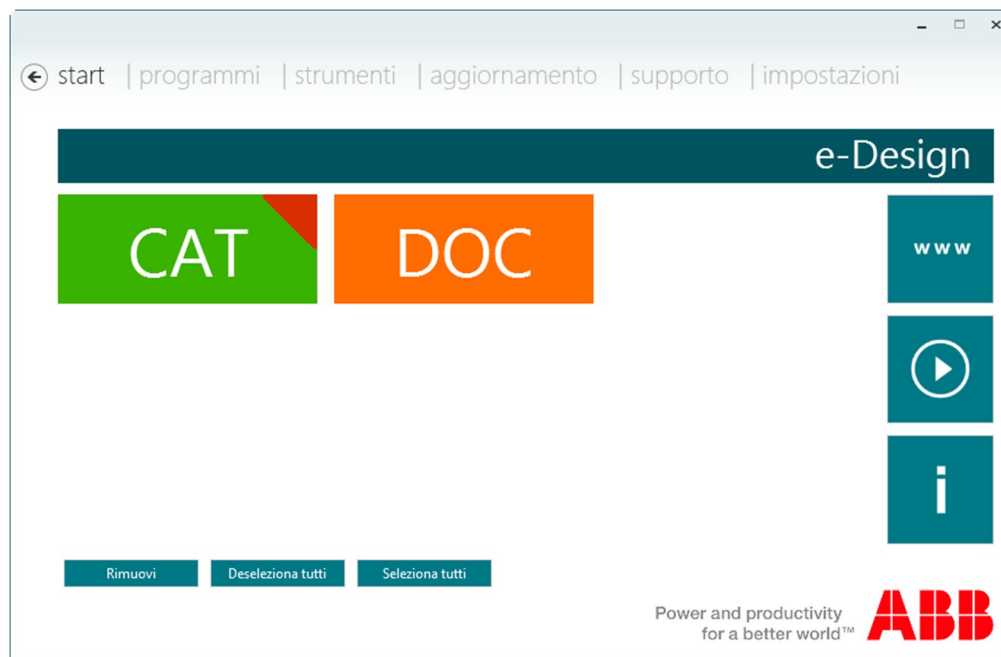 start | programmi | strumenti | aggiornamento | supporto | impostazioni
e-Design
CAT
DOC
www
i
Rimuovi
Deseleziona tutti
Seleziona tutti
Power and productivity
for a better world™
ABB